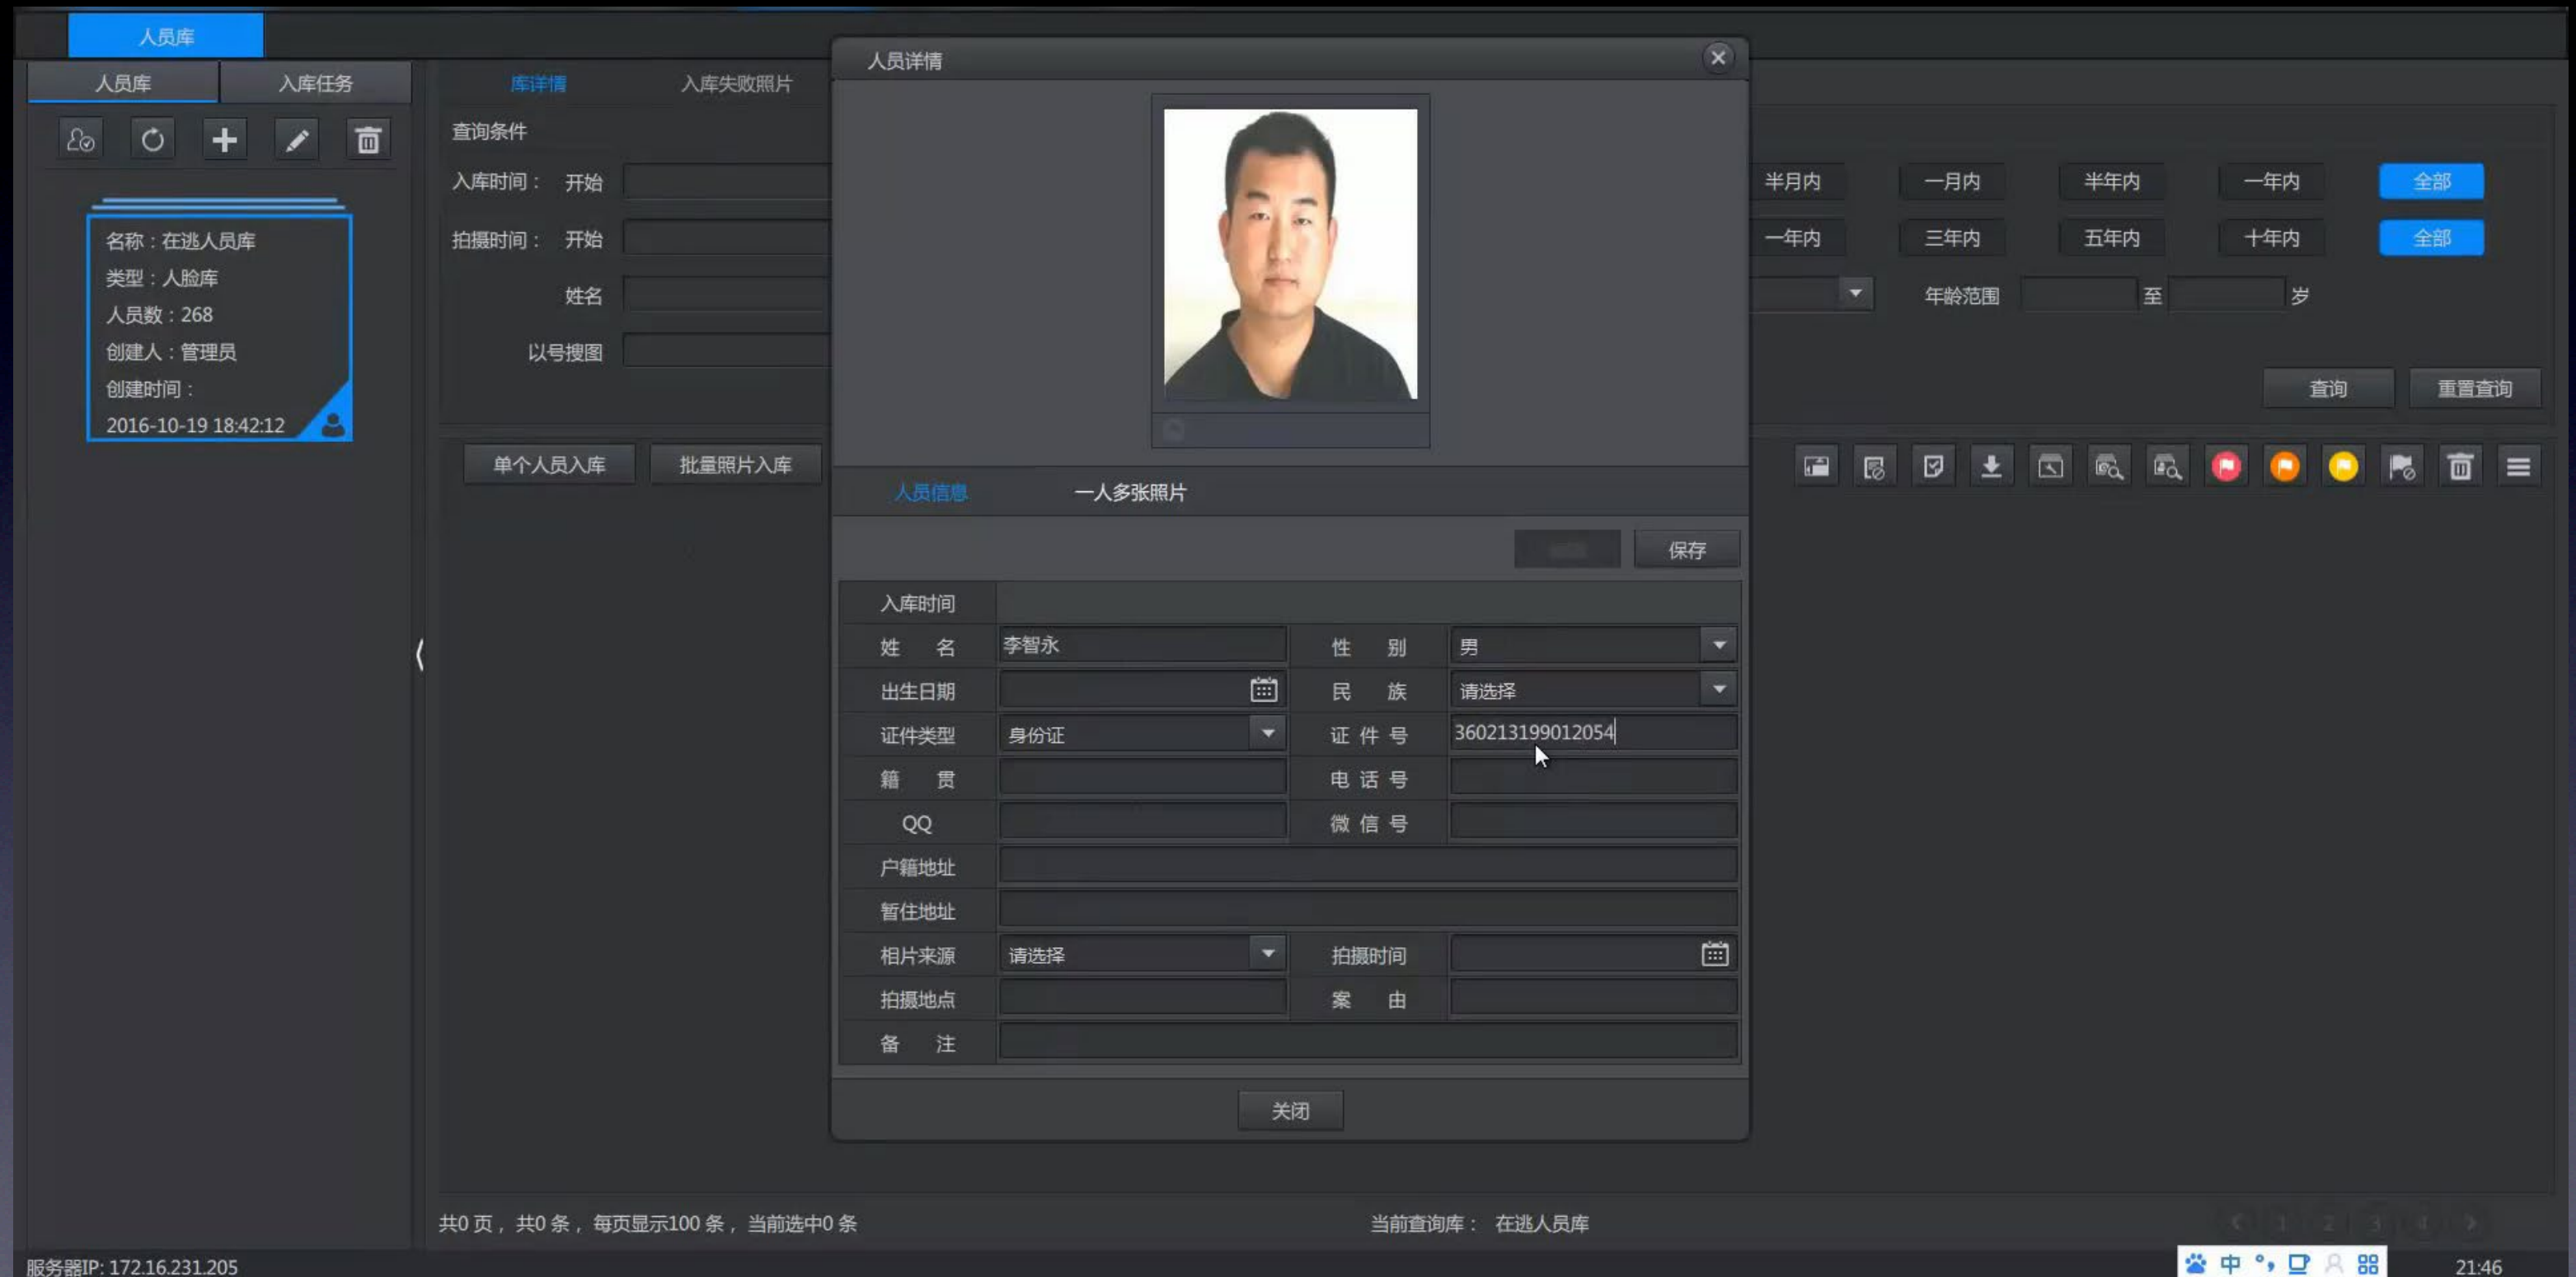 人员库
人员库 入库任务
名称：在逃人员库
类型：人脸库
人员数：268
创建人：管理员
创建时间：
2016-10-19 18:42:12
库详情 入库失败照片
查询条件
入库时间： 开始 半月内 一月内 半年内 一年内 全部
拍摄时间： 开始 一年内 三年内 五年内 十年内 全部
姓名 年龄范围 至 岁
以号搜图
查询 重置查询
单个人员入库 批量照片入库
人员详情
人员信息 一人多张照片
保存
入库时间
姓 名 李智永 性 别 男
出生日期 民 族 请选择
证件类型 身份证 证 件 号 360213199012054
籍 贯 电 话 号
QQ 微 信 号
户籍地址
暂住地址
相片来源 请选择 拍摄时间
拍摄地点 案 由
备 注
关闭
共0 页， 共0 条， 每页显示100 条， 当前选中0 条 当前查询库： 在逃人员库 1 2 3 4
服务器IP: 172.16.231.205 中 21:46